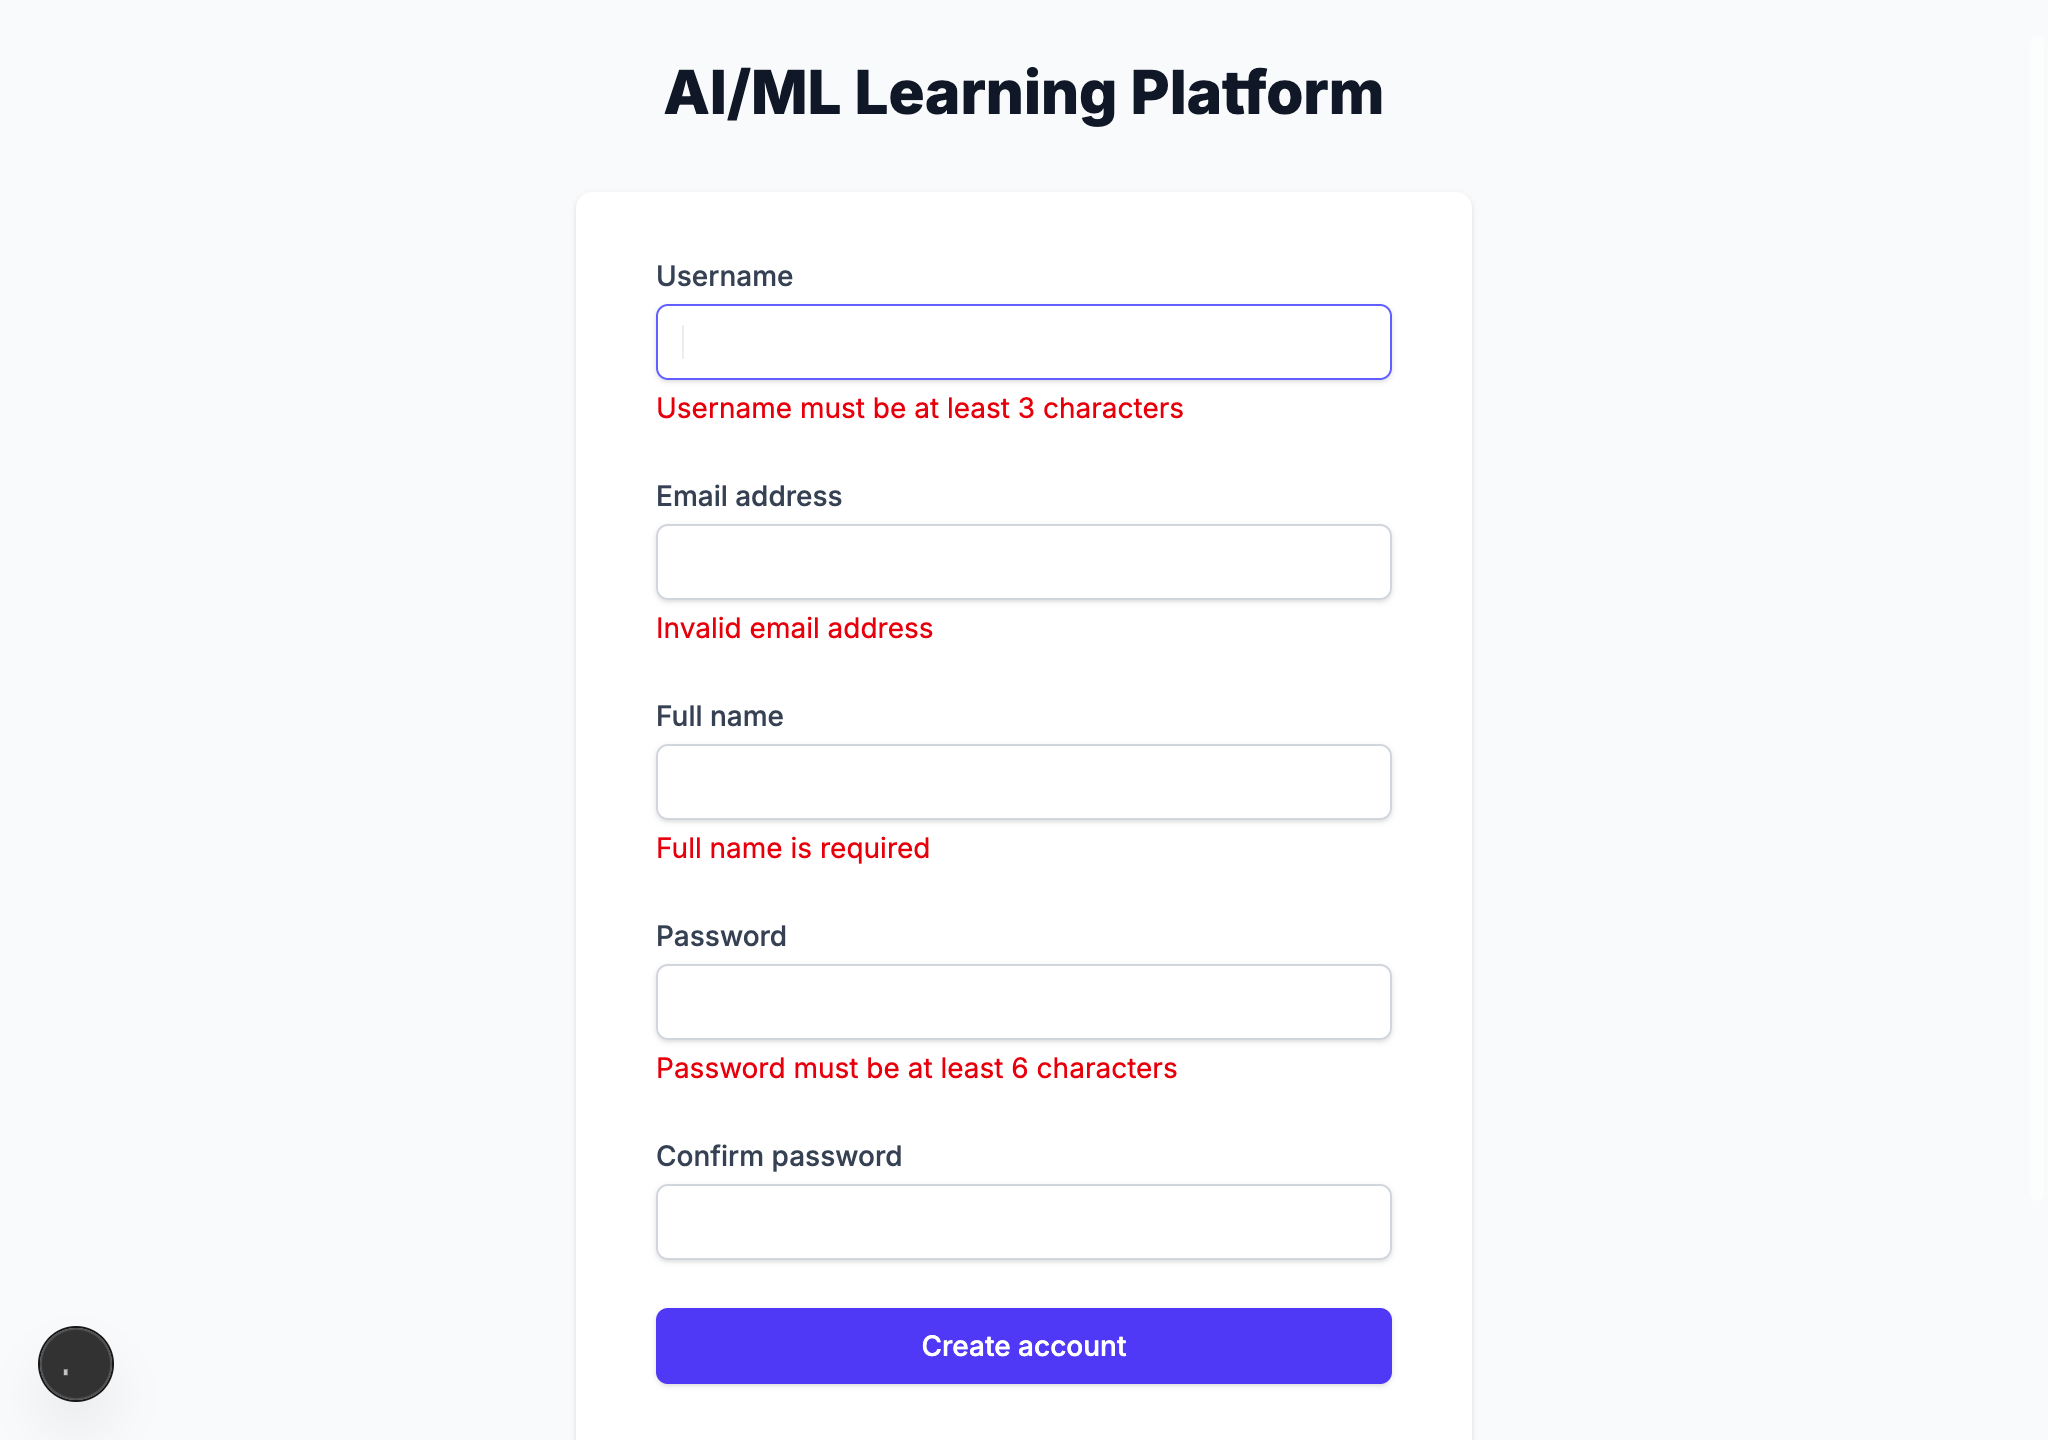 AI/ML Learning Platform
Username
Username must be at least 3 characters
Email address
Invalid email address
Full name
Full name is required
Password
Password must be at least 6 characters
Confirm password
Create account